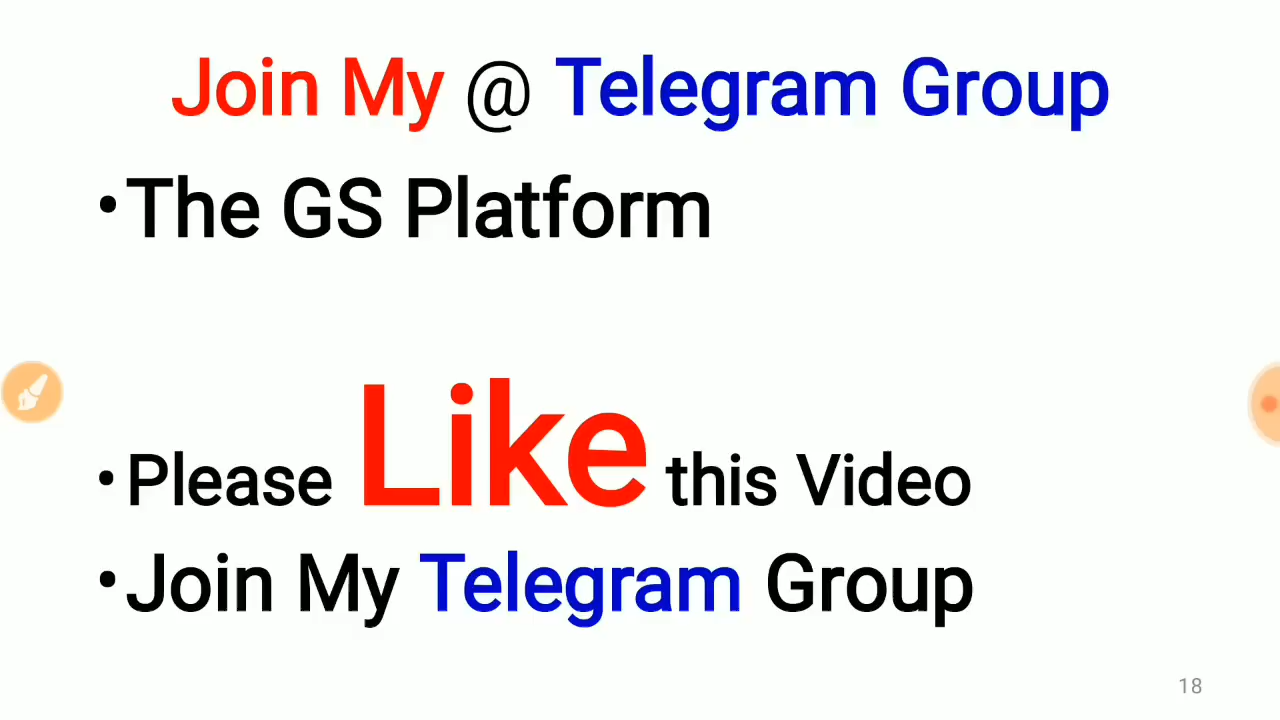 Join My @ Telegram Group
•The GS Platform
•Please Like this Video
•Join My Telegram Group
18